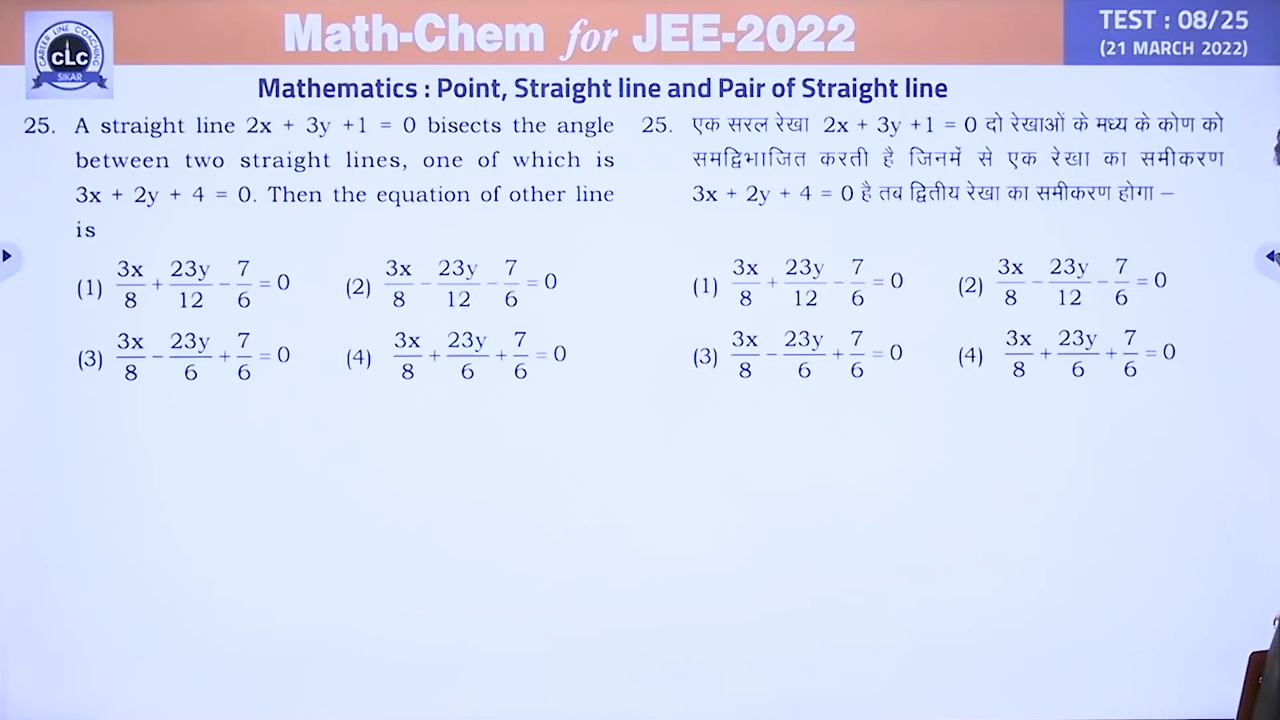 CAREER LINE COACHING
CLC
SIKAR
Math-Chem for JEE-2022
TEST : 08/25
(21 MARCH 2022)
Mathematics : Point, Straight line and Pair of Straight line
25. A straight line 2x + 3y +1 = 0 bisects the angle
between two straight lines, one of which is
3x + 2y + 4 = 0. Then the equation of other line
is
(1) 3x/8 + 23y/12 − 7/6 = 0 (2) 3x/8 − 23y/12 − 7/6 = 0
(3) 3x/8 − 23y/6 + 7/6 = 0 (4) 3x/8 + 23y/6 + 7/6 = 0
25. एक सरल रेखा 2x + 3y +1 = 0 दो रेखाओं के मध्य के कोण को
समद्विभाजित करती है जिनमें से एक रेखा का समीकरण
3x + 2y + 4 = 0 है तब द्वितीय रेखा का समीकरण होगा –
(1) 3x/8 + 23y/12 − 7/6 = 0 (2) 3x/8 − 23y/12 − 7/6 = 0
(3) 3x/8 − 23y/6 + 7/6 = 0 (4) 3x/8 + 23y/6 + 7/6 = 0